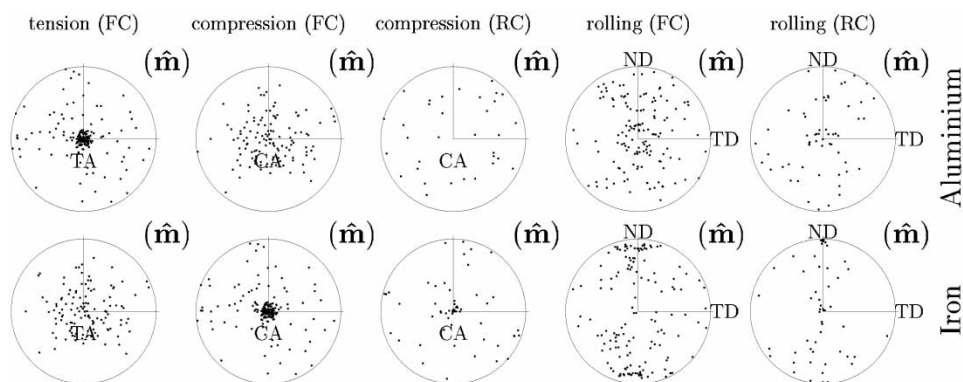 tension (FC) compression (FC) compression (RC) rolling (FC) rolling (RC)
ND ND
(m̂) (m̂) (m̂) (m̂) (m̂)
TD TD
TA CA CA
Aluminium
ND ND
(m̂) (m̂) (m̂) (m̂) (m̂)
TD TD
TA CA CA
Iron